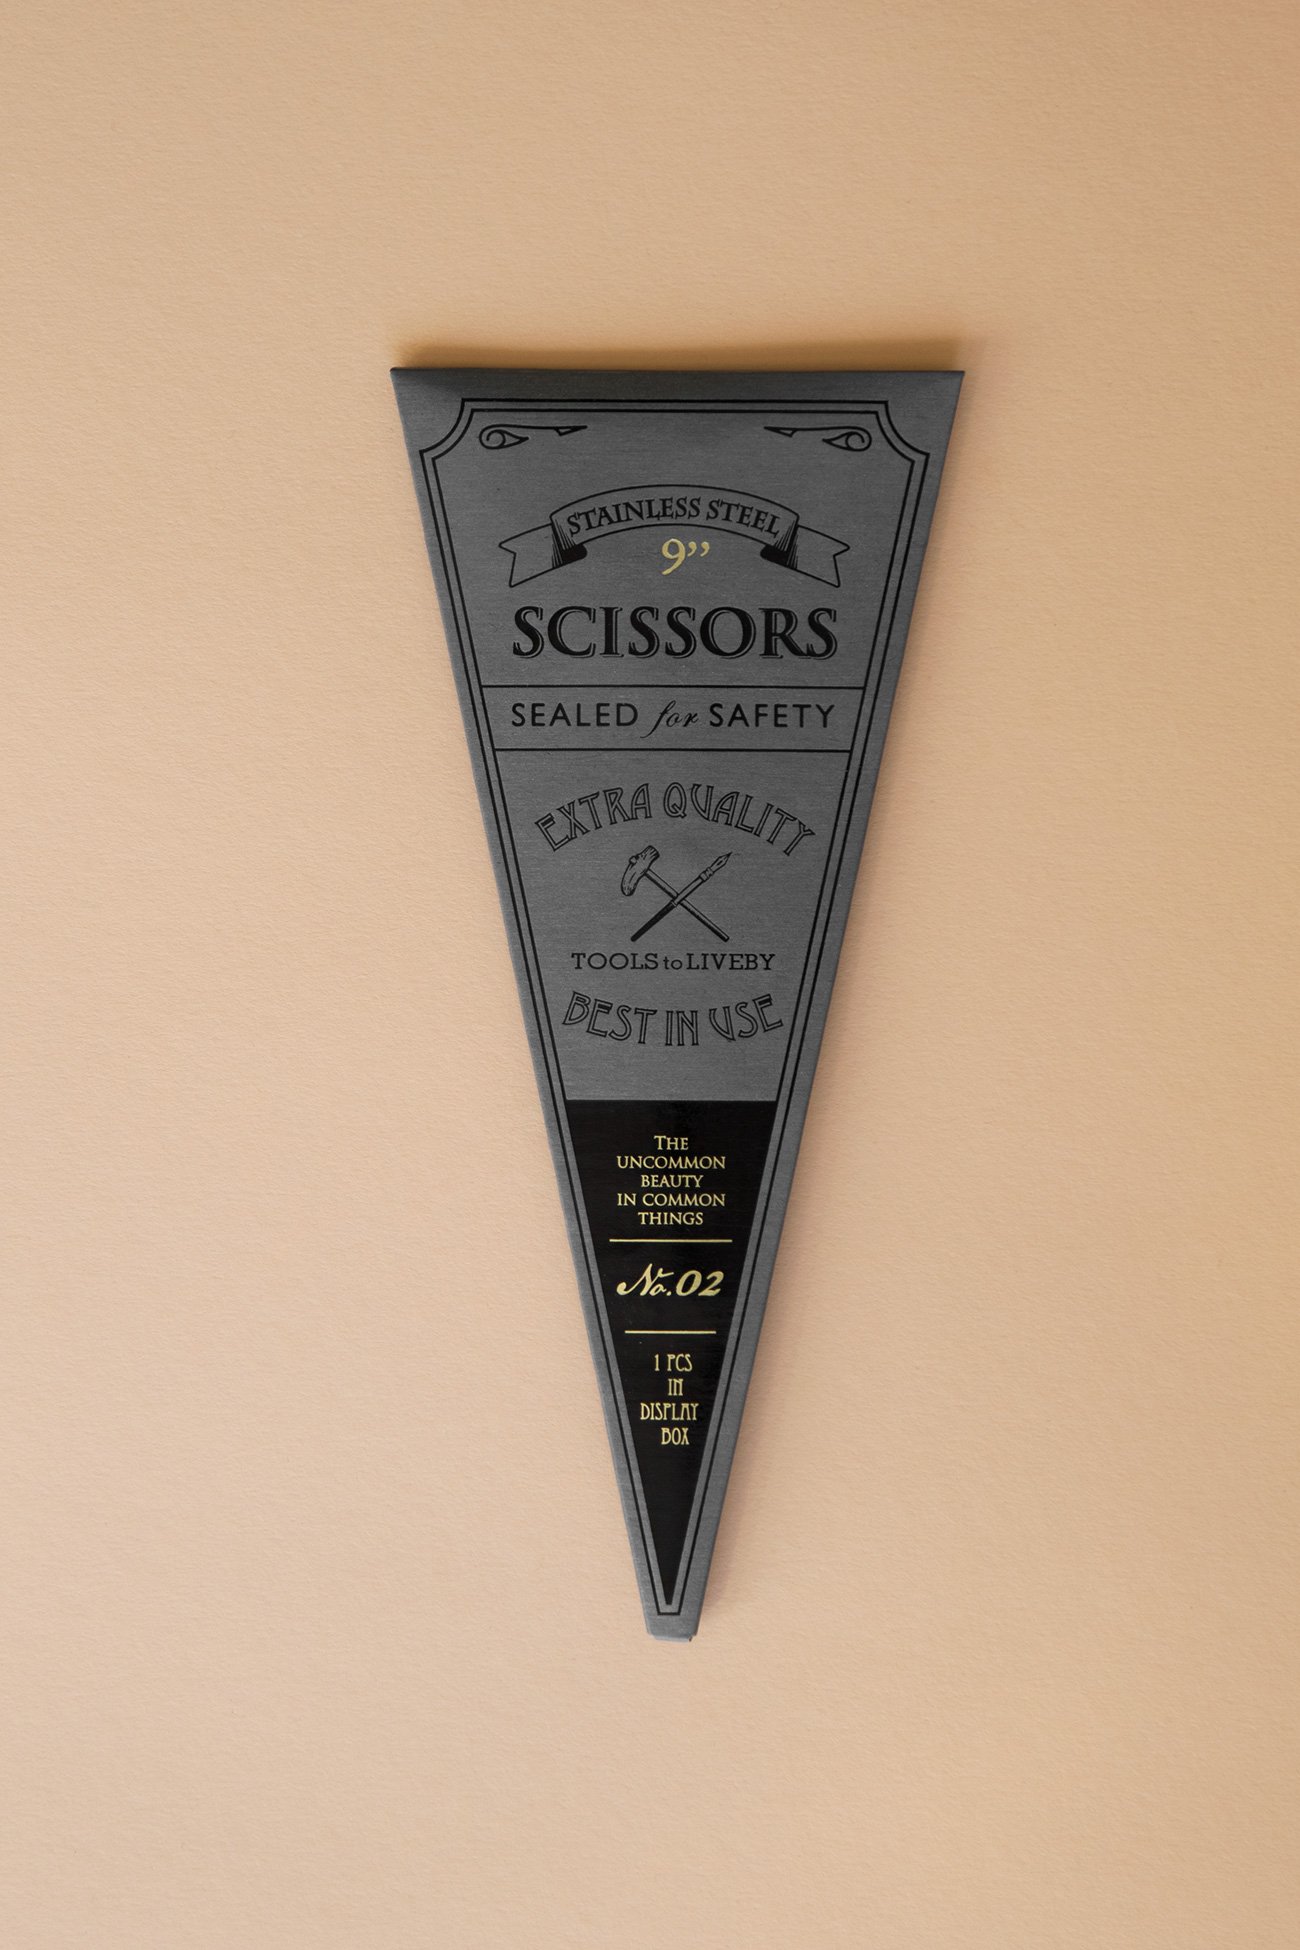 STAINLESS STEEL
9”
SCISSORS
SEALED for SAFETY
EXTRA QUALITY
TOOLS to LIVEBY
BEST IN USE
THE
UNCOMMON
BEAUTY
IN COMMON
THINGS
No.02
1 PCS
IN
DISPLAY
BOX